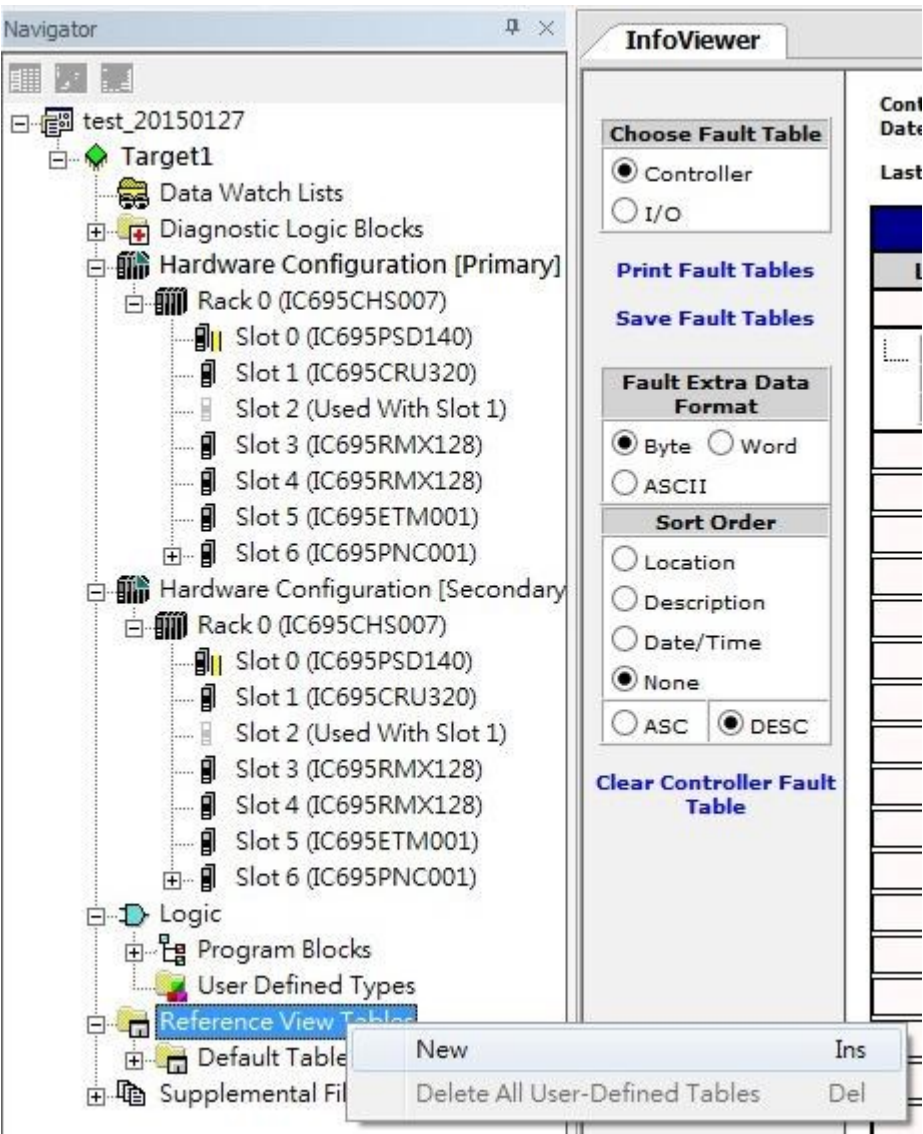 Navigator
test_20150127
Target1
Data Watch Lists
Diagnostic Logic Blocks
Hardware Configuration [Primary]
Rack 0 (IC695CHS007)
Slot 0 (IC695PSD140)
Slot 1 (IC695CRU320)
Slot 2 (Used With Slot 1)
Slot 3 (IC695RMX128)
Slot 4 (IC695RMX128)
Slot 5 (IC695ETM001)
Slot 6 (IC695PNC001)
Hardware Configuration [Secondary
Rack 0 (IC695CHS007)
Slot 0 (IC695PSD140)
Slot 1 (IC695CRU320)
Slot 2 (Used With Slot 1)
Slot 3 (IC695RMX128)
Slot 4 (IC695RMX128)
Slot 5 (IC695ETM001)
Slot 6 (IC695PNC001)
Logic
Program Blocks
User Defined Types
Reference View Tables
Default Table
Supplemental Fil
New Ins
Delete All User-Defined Tables Del
InfoViewer
Choose Fault Table
Controller
I/O
Print Fault Tables
Save Fault Tables
Fault Extra Data
Format
Byte Word
ASCII
Sort Order
Location
Description
Date/Time
None
ASC DESC
Clear Controller Fault
Table
Cont
Date
Last